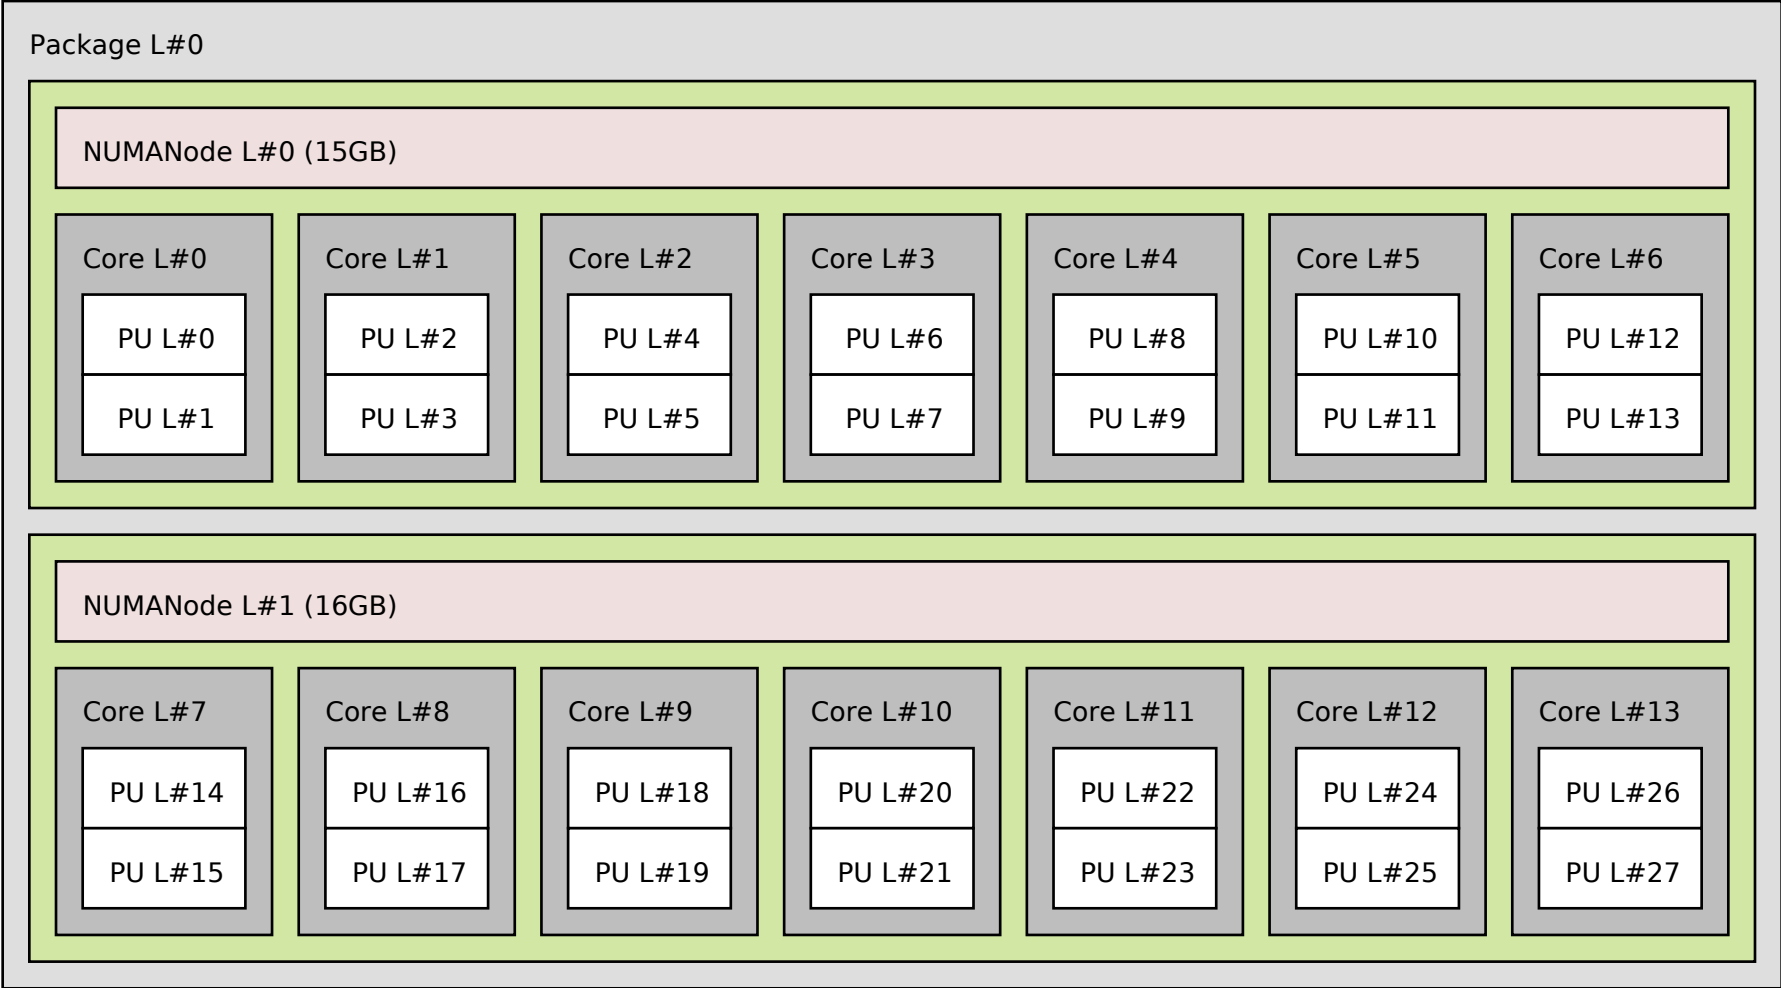 Package L#0
NUMANode L#0 (15GB)
Core L#0
PU L#0
PU L#1
Core L#1
PU L#2
PU L#3
Core L#2
PU L#4
PU L#5
Core L#3
PU L#6
PU L#7
Core L#4
PU L#8
PU L#9
Core L#5
PU L#10
PU L#11
Core L#6
PU L#12
PU L#13
NUMANode L#1 (16GB)
Core L#7
PU L#14
PU L#15
Core L#8
PU L#16
PU L#17
Core L#9
PU L#18
PU L#19
Core L#10
PU L#20
PU L#21
Core L#11
PU L#22
PU L#23
Core L#12
PU L#24
PU L#25
Core L#13
PU L#26
PU L#27